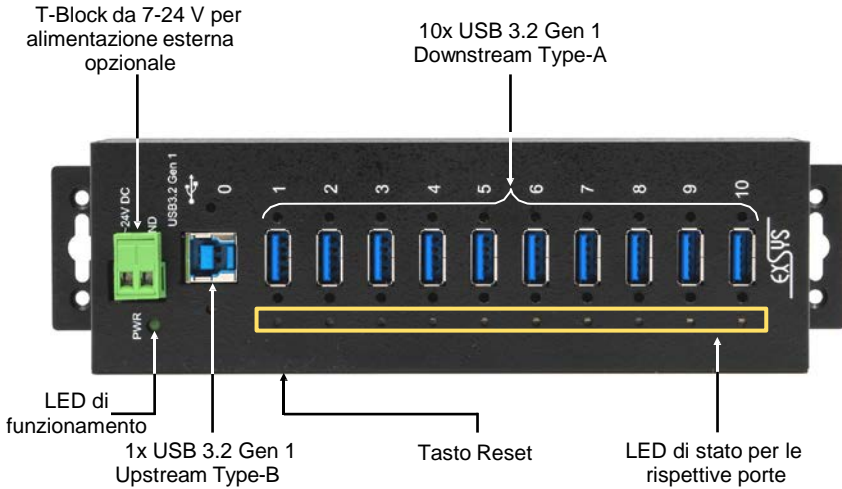 T-Block da 7-24 V per
alimentazione esterna
opzionale
10x USB 3.2 Gen 1
Downstream Type-A
-24V DC
ND
USB3.2 Gen 1
0
1
2
3
4
5
6
7
8
9
10
EXSYS
PWR
LED di
funzionamento
1x USB 3.2 Gen 1
Upstream Type-B
Tasto Reset
LED di stato per le
rispettive porte